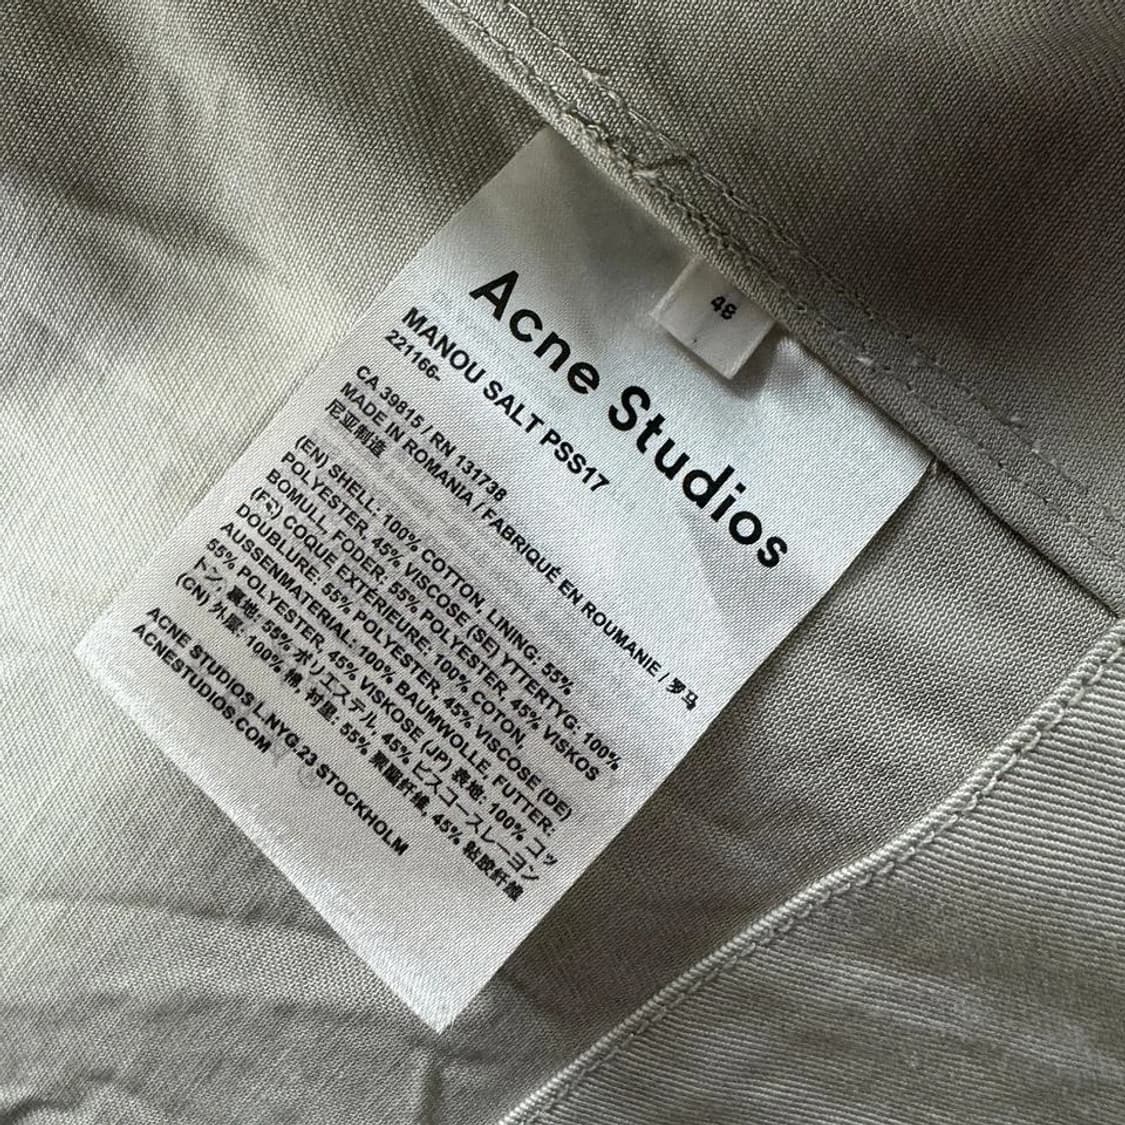 48
Acne Studios
MANOU SALT PSS17
221166-
CA 39815 / RN 131738
MADE IN ROMANIA / FABRIQUÉ EN ROUMANIE / 罗马
尼亚制造
(EN) SHELL: 100% COTTON, LINING: 55%
POLYESTER, 45% VISCOSE (SE) YTTERTYG: 100%
BOMULL, FODER: 55% POLYESTER, 45% VISKOS
(FR) COQUE EXTÉRIEURE: 100% COTON,
DOUBLURE: 55% POLYESTER, 45% VISCOSE (DE)
AUSSENMATERIAL: 100% BAUMWOLLE, FUTTER:
55% POLYESTER, 45% VISKOSE (JP) 表地: 100% コッ
トン, 裏地: 55% ポリエステル, 45% ビスコースレーヨン
(CN) 外层: 100% 棉, 衬里: 55% 聚酯纤维, 45% 粘胶纤维
ACNE STUDIOS L.NYG.23 STOCKHOLM
ACNESTUDIOS.COM